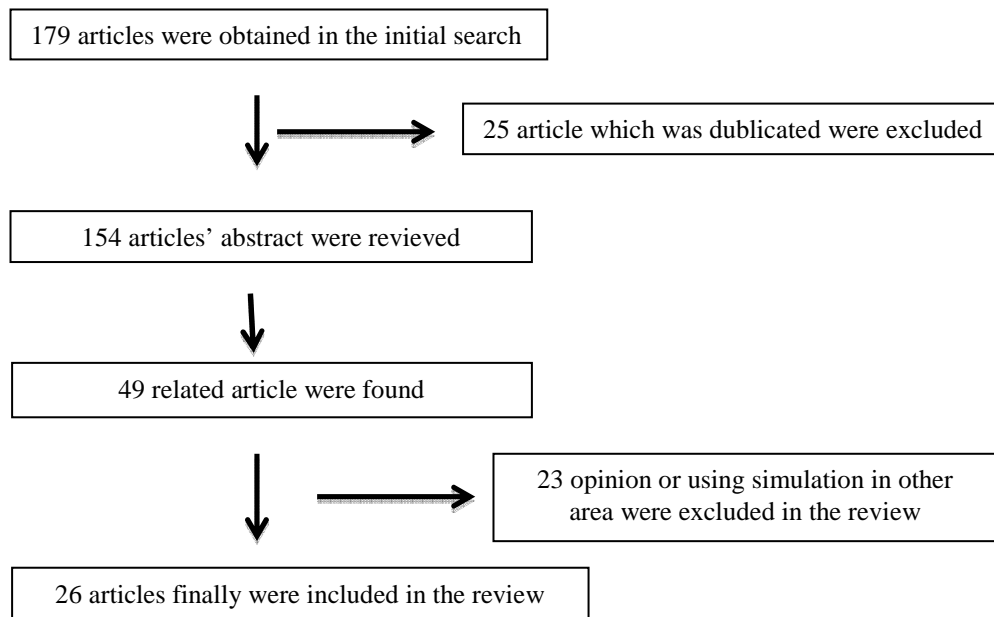 179 articles were obtained in the initial search
25 article which was dublicated were excluded
154 articles’ abstract were revieved
49 related article were found
23 opinion or using simulation in other
area were excluded in the review
26 articles finally were included in the review